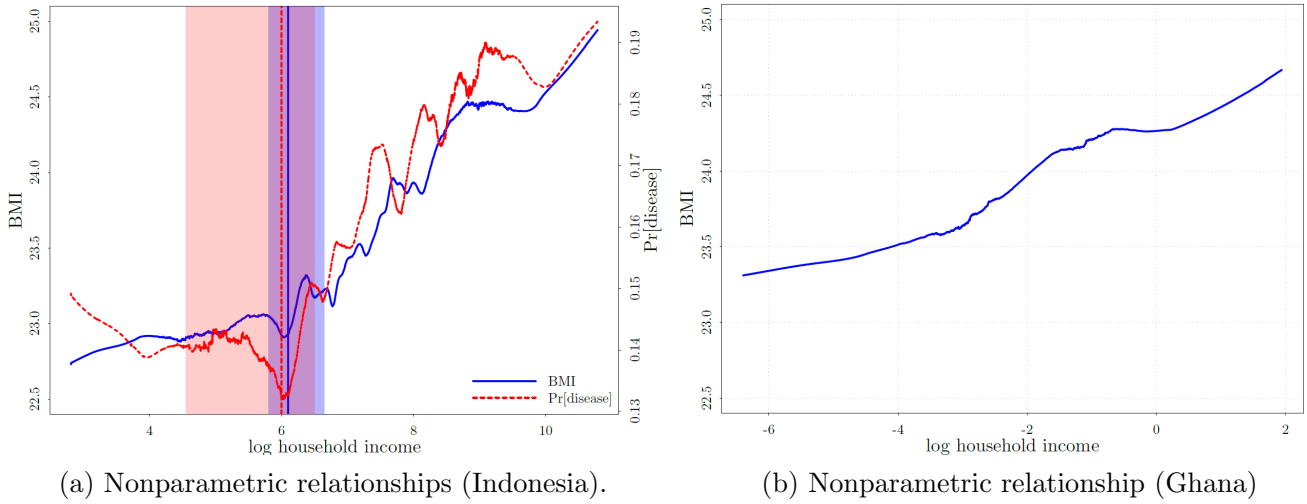 25.0
24.5
24.0
23.5
23.0
22.5
BMI
0.19
0.18
0.17
0.16
0.15
0.14
0.13
Pr[disease]
BMI
Pr[disease]
4 6 8 10
log household income
(a) Nonparametric relationships (Indonesia).
25.0
24.5
24.0
23.5
23.0
22.5
BMI
-6 -4 -2 0 2
log household income
(b) Nonparametric relationship (Ghana)